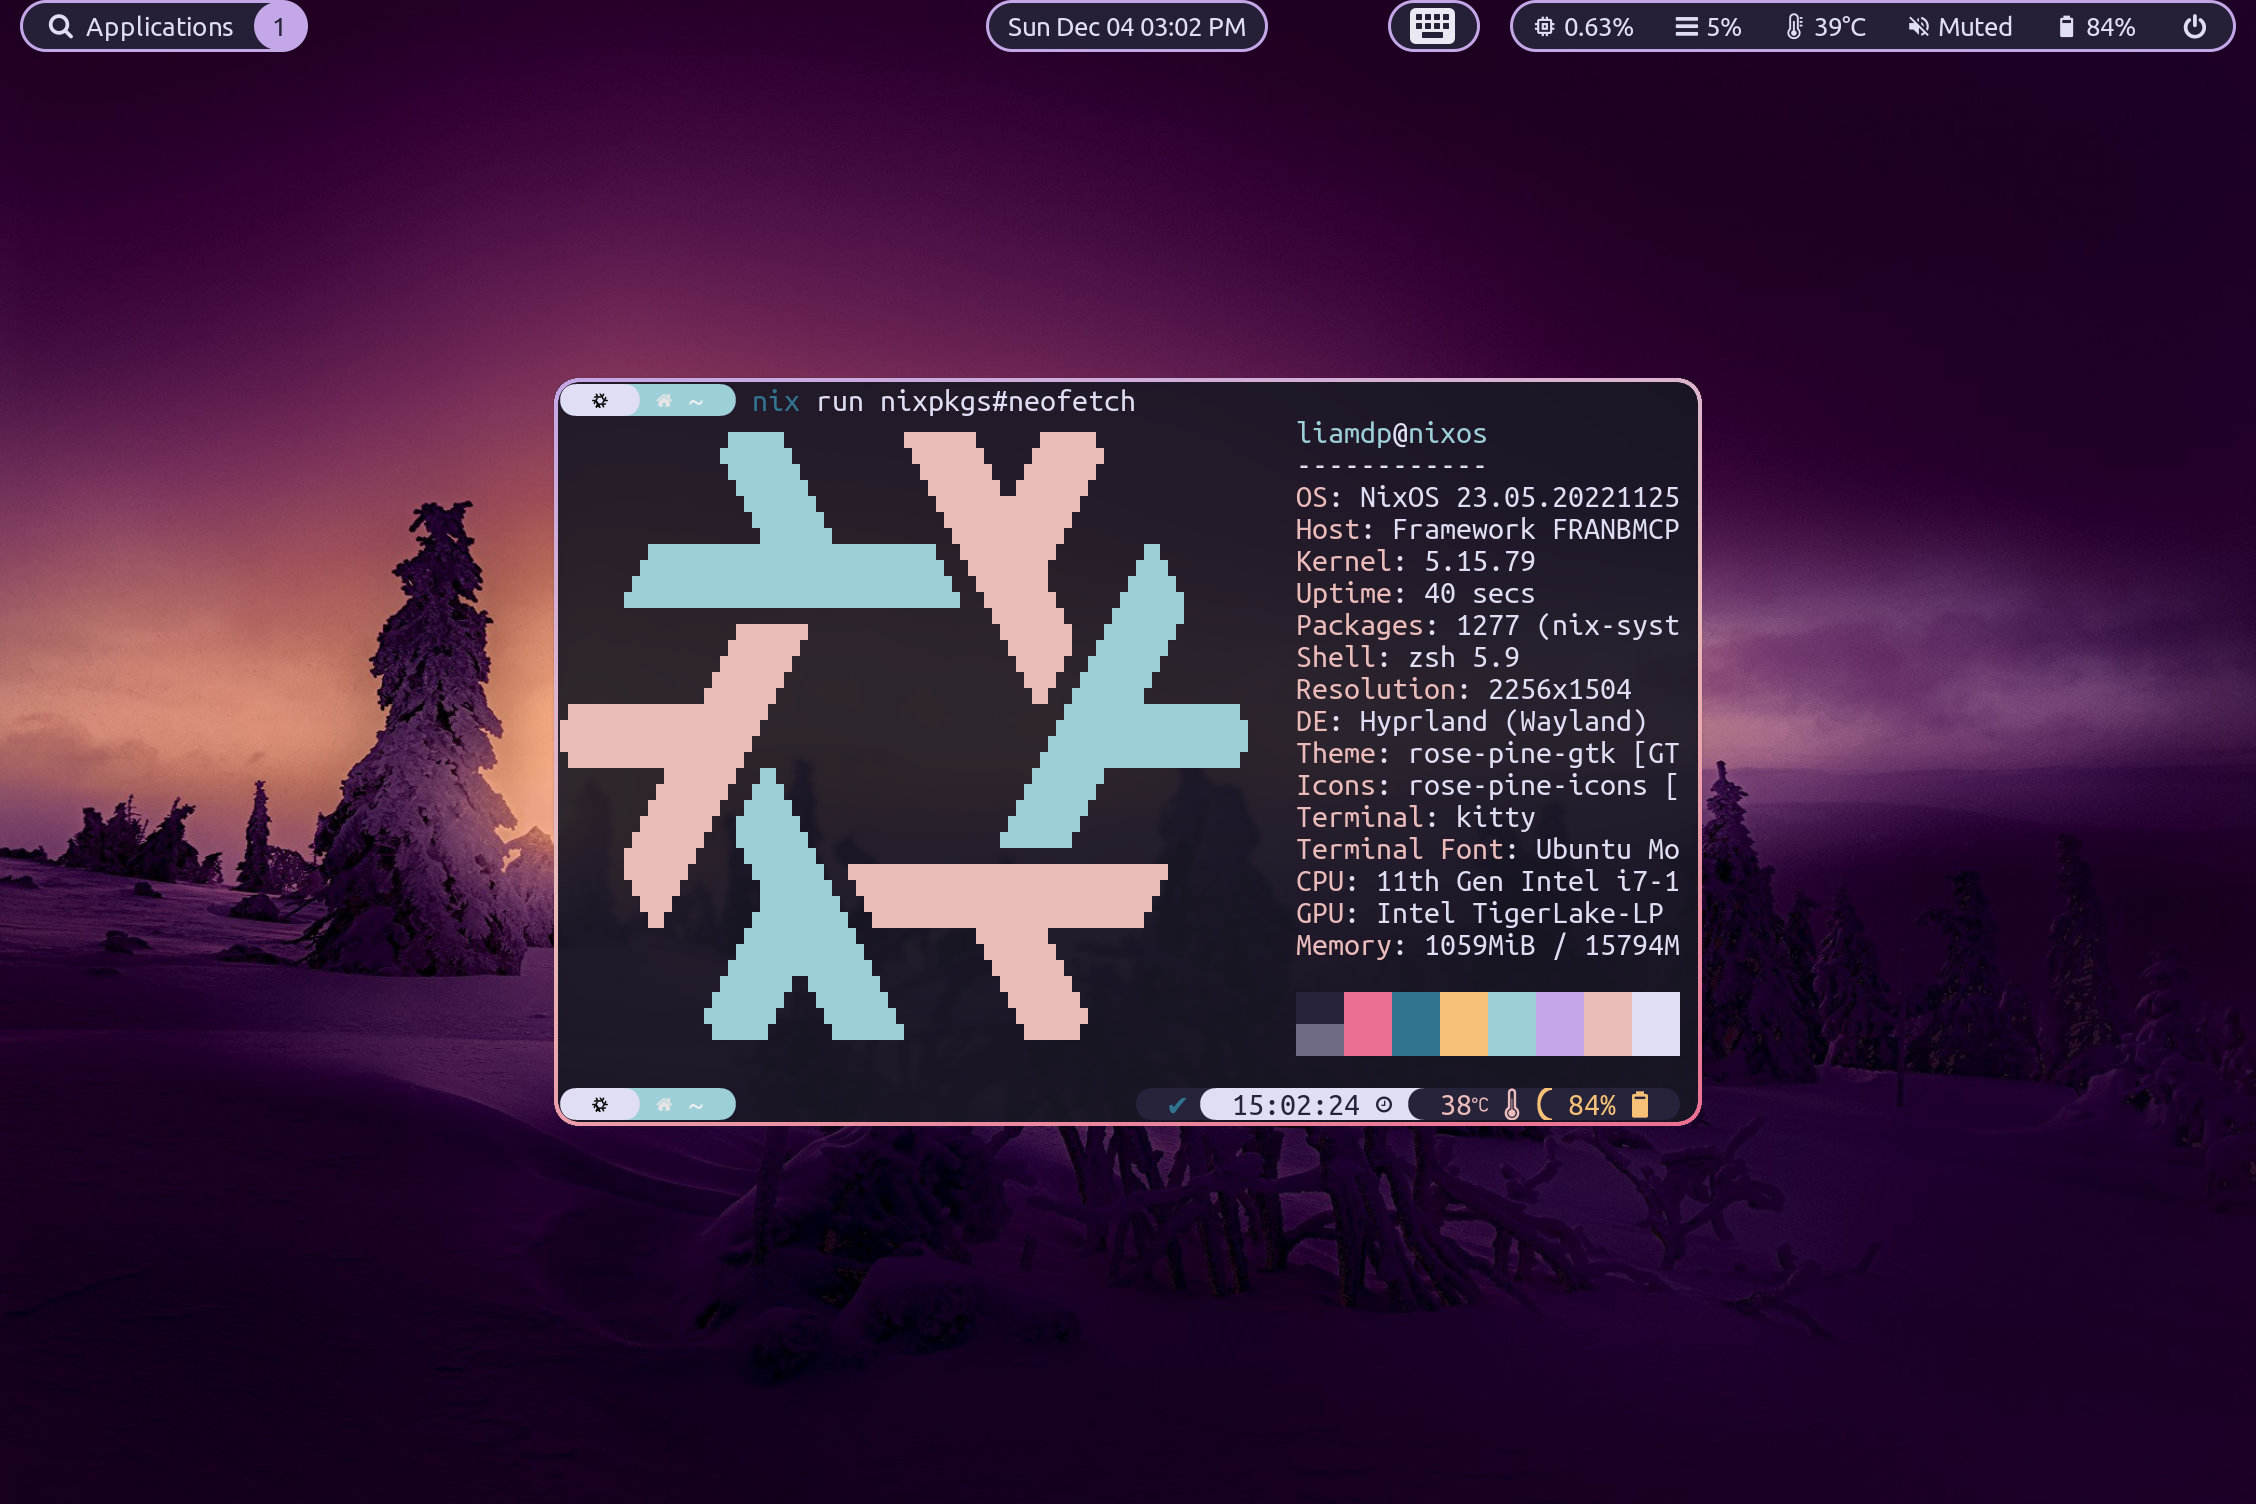 Applications 1
Sun Dec 04 03:02 PM
0.63% 5% 39°C Muted 84%
~ nix run nixpkgs#neofetch
liamdp@nixos
------------
OS: NixOS 23.05.20221125
Host: Framework FRANBMCP
Kernel: 5.15.79
Uptime: 40 secs
Packages: 1277 (nix-syst
Shell: zsh 5.9
Resolution: 2256x1504
DE: Hyprland (Wayland)
Theme: rose-pine-gtk [GT
Icons: rose-pine-icons [
Terminal: kitty
Terminal Font: Ubuntu Mo
CPU: 11th Gen Intel i7-1
GPU: Intel TigerLake-LP
Memory: 1059MiB / 15794M
~ ✔ 15:02:24 38°C 84%